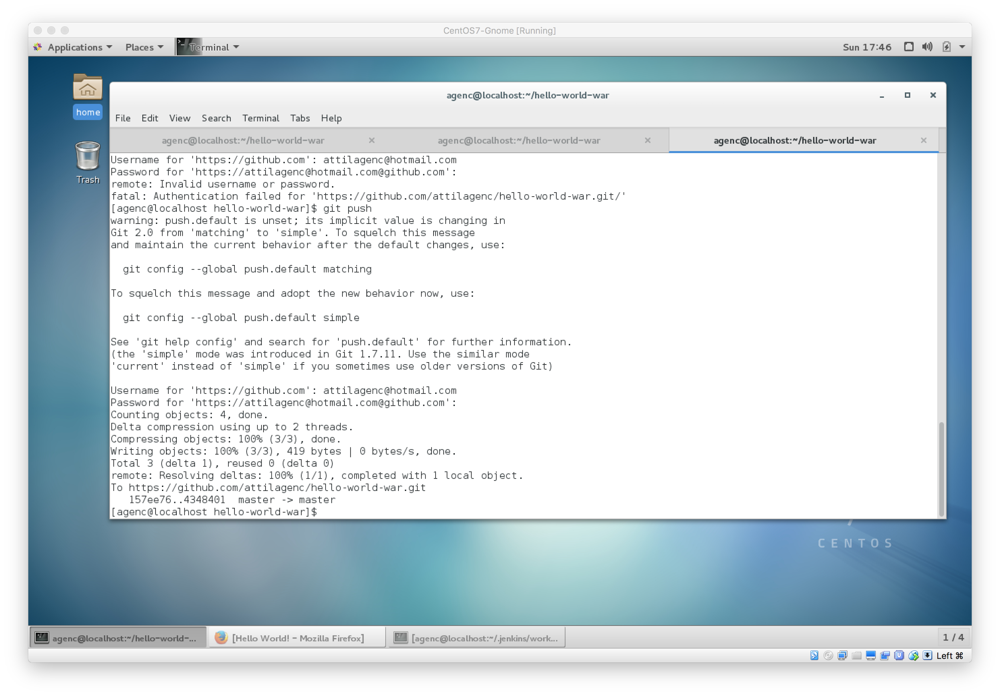 CentOS7-Gnome [Running]
Applications Places Terminal Sun 17:46
home
Trash
agenc@localhost:~/hello-world-war
File Edit View Search Terminal Tabs Help
agenc@localhost:~/hello-world-war agenc@localhost:~/hello-world-war agenc@localhost:~/hello-world-war
Username for 'https://github.com': attilagenc@hotmail.com
Password for 'https://attilagenc@hotmail.com@github.com':
remote: Invalid username or password.
fatal: Authentication failed for 'https://github.com/attilagenc/hello-world-war.git/'
[agenc@localhost hello-world-war]$ git push
warning: push.default is unset; its implicit value is changing in
Git 2.0 from 'matching' to 'simple'. To squelch this message
and maintain the current behavior after the default changes, use:
git config --global push.default matching
To squelch this message and adopt the new behavior now, use:
git config --global push.default simple
See 'git help config' and search for 'push.default' for further information.
(the 'simple' mode was introduced in Git 1.7.11. Use the similar mode
'current' instead of 'simple' if you sometimes use older versions of Git)
Username for 'https://github.com': attilagenc@hotmail.com
Password for 'https://attilagenc@hotmail.com@github.com':
Counting objects: 4, done.
Delta compression using up to 2 threads.
Compressing objects: 100% (3/3), done.
Writing objects: 100% (3/3), 419 bytes | 0 bytes/s, done.
Total 3 (delta 1), reused 0 (delta 0)
remote: Resolving deltas: 100% (1/1), completed with 1 local object.
To https://github.com/attilagenc/hello-world-war.git
157ee76..4348401 master -> master
[agenc@localhost hello-world-war]$
CENTOS
agenc@localhost:~/hello-world-... [Hello World! - Mozilla Firefox] [agenc@localhost:~/.jenkins/work... 1 / 4
Left ⌘